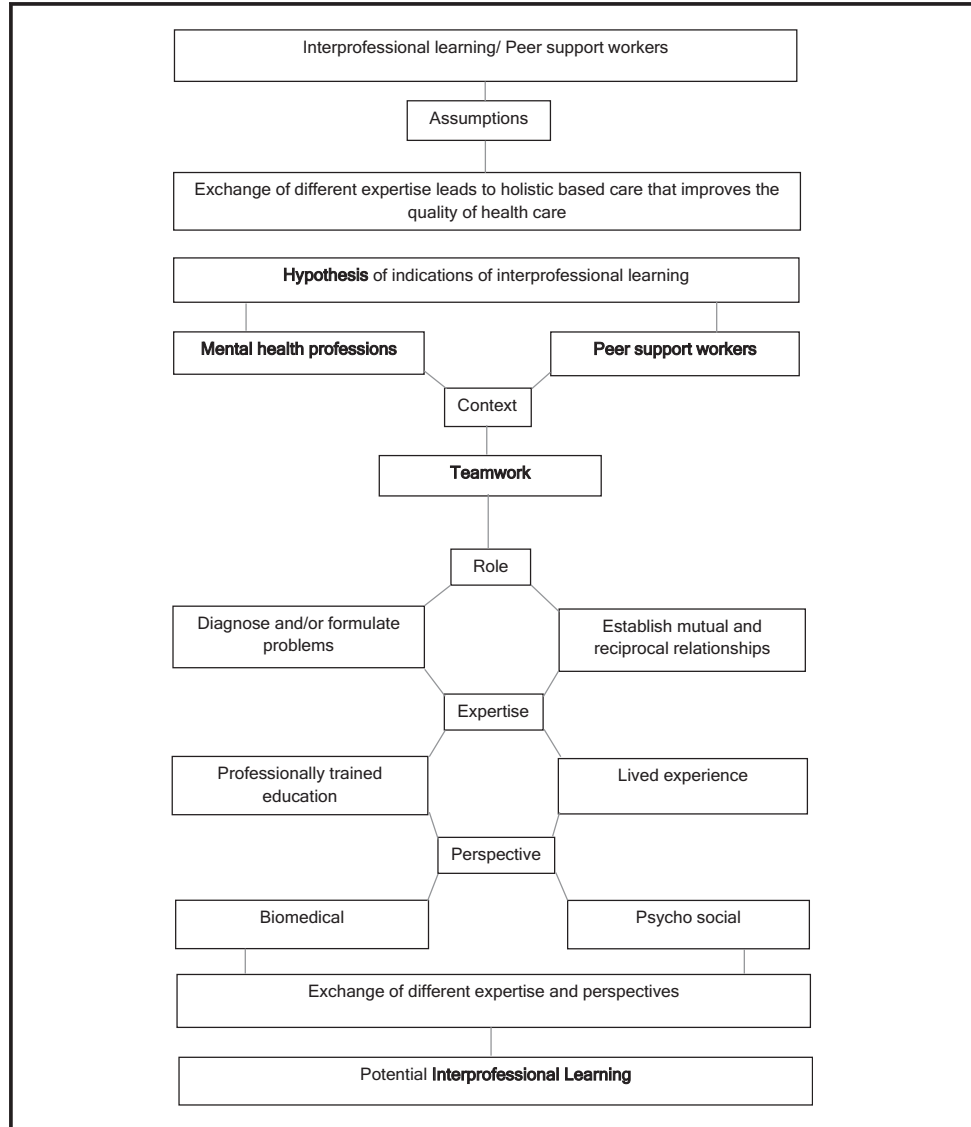 Interprofessional learning/ Peer support workers
Assumptions
Exchange of different expertise leads to holistic based care that improves the
quality of health care
Hypothesis of indications of interprofessional learning
Mental health professions
Peer support workers
Context
Teamwork
Role
Diagnose and/or formulate
problems
Establish mutual and
reciprocal relationships
Expertise
Professionally trained
education
Lived experience
Perspective
Biomedical
Psycho social
Exchange of different expertise and perspectives
Potential Interprofessional Learning